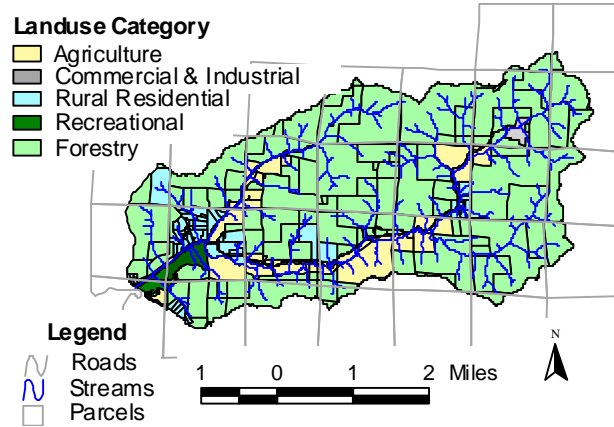 Landuse Category
Agriculture
Commercial & Industrial
Rural Residential
Recreational
Forestry
Legend
Roads
Streams
Parcels
1 0 1 2 Miles
N